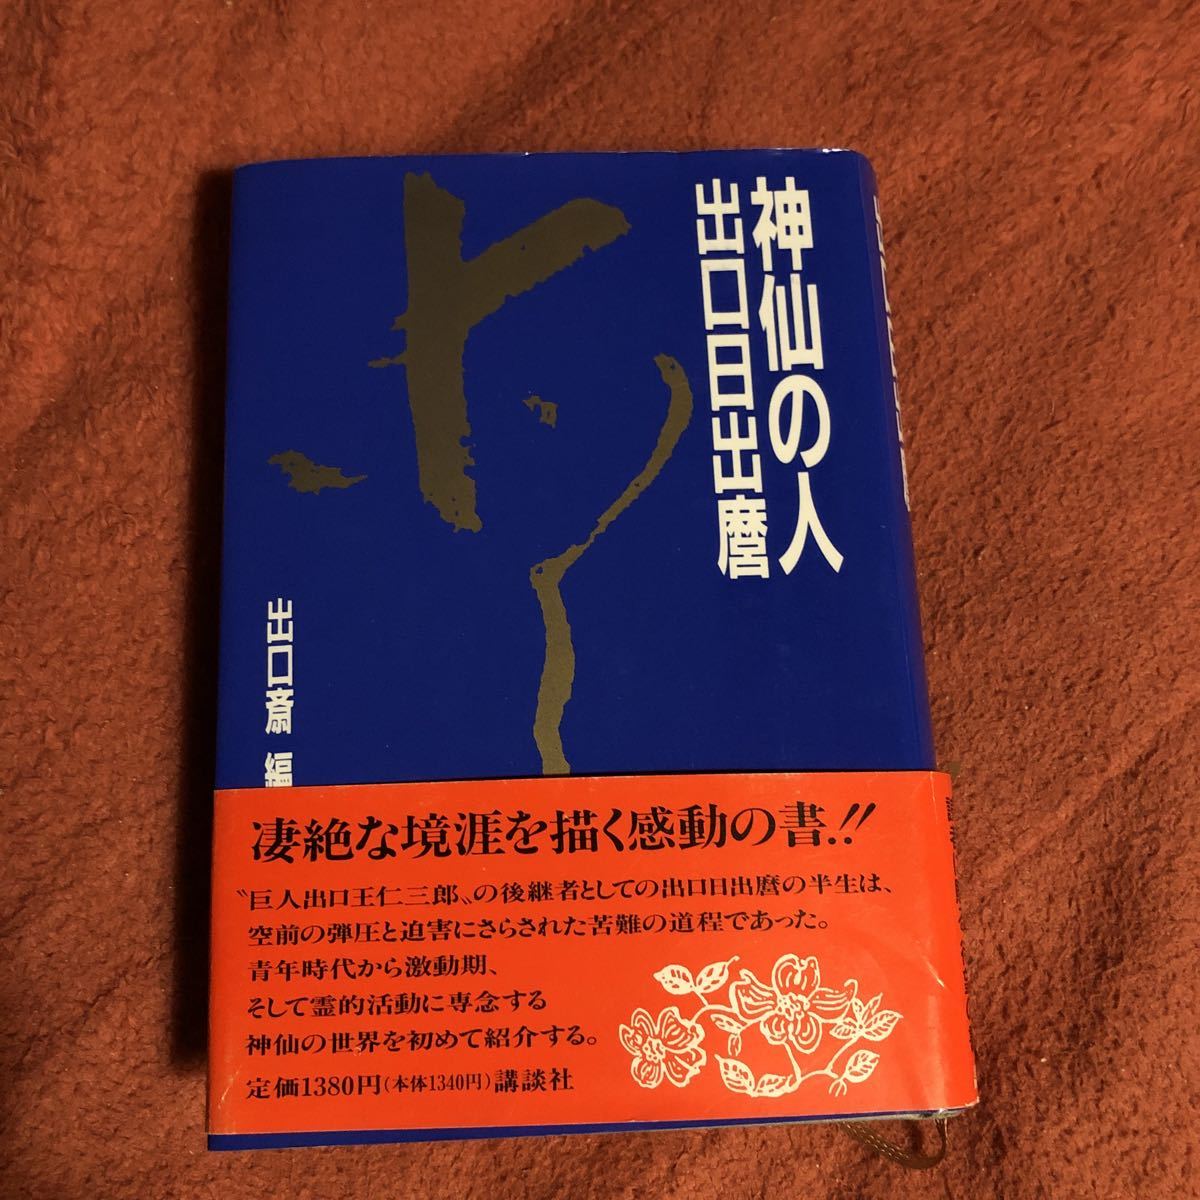 神仙の人
出口日出麿
出口斎 編
凄絶な境涯を描く感動の書!!
〝巨人出口王仁三郎〟の後継者としての出口日出麿の半生は、
空前の弾圧と迫害にさらされた苦難の道程であった。
青年時代から激動期、
そして霊的活動に専念する
神仙の世界を初めて紹介する。
定価1380円(本体1340円)講談社